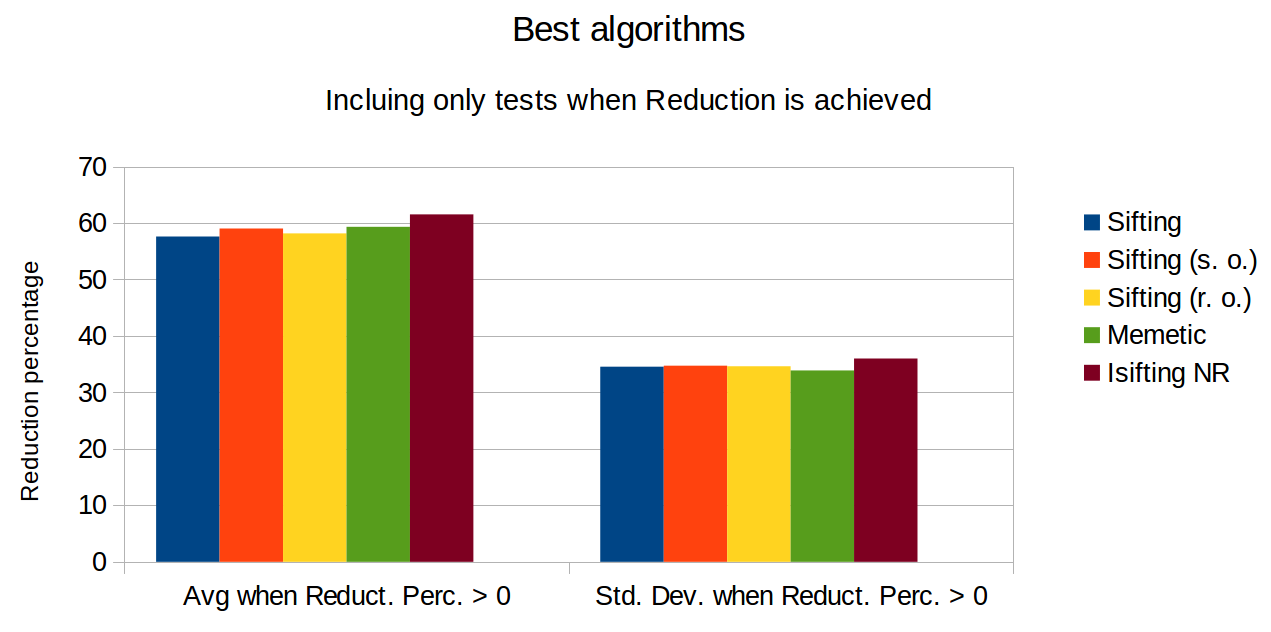 Best algorithms
Incluing only tests when Reduction is achieved
Reduction percentage
70
60
50
40
30
20
10
0
Avg when Reduct. Perc. > 0
Std. Dev. when Reduct. Perc. > 0
Sifting
Sifting (s. o.)
Sifting (r. o.)
Memetic
Isifting NR